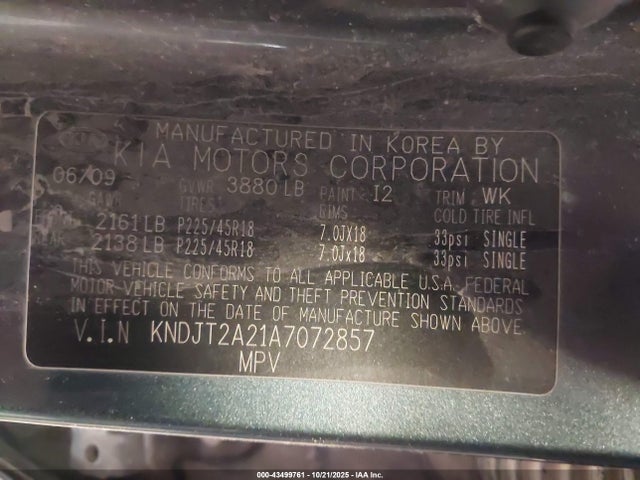 MANUFACTURED IN KOREA BY
KIA MOTORS CORPORATION
06/09 GVWR 3880 LB PAINT: I2 TRIM: WK
GAWR TIRES RIMS COLD TIRE INFL
2161 LB P225/45R18 7.0JX18 33psi SINGLE
REAR 2138 LB P225/45R18 7.0Jx18 33psi SINGLE
THIS VEHICLE CONFORMS TO ALL APPLICABLE U.S.A. FEDERAL
MOTOR VEHICLE SAFETY AND THEFT PREVENTION STANDARDS
IN EFFECT ON THE DATE OF MANUFACTURE SHOWN ABOVE.
V.I.N KNDJT2A21A7072857
MPV
000-43499761 - 10/21/2025 - IAA Inc.